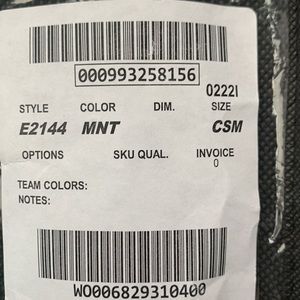 000993258156
02221
STYLE COLOR DIM. SIZE
E2144 MNT CSM
OPTIONS SKU QUAL. INVOICE
0
TEAM COLORS:
NOTES:
WO006829310400